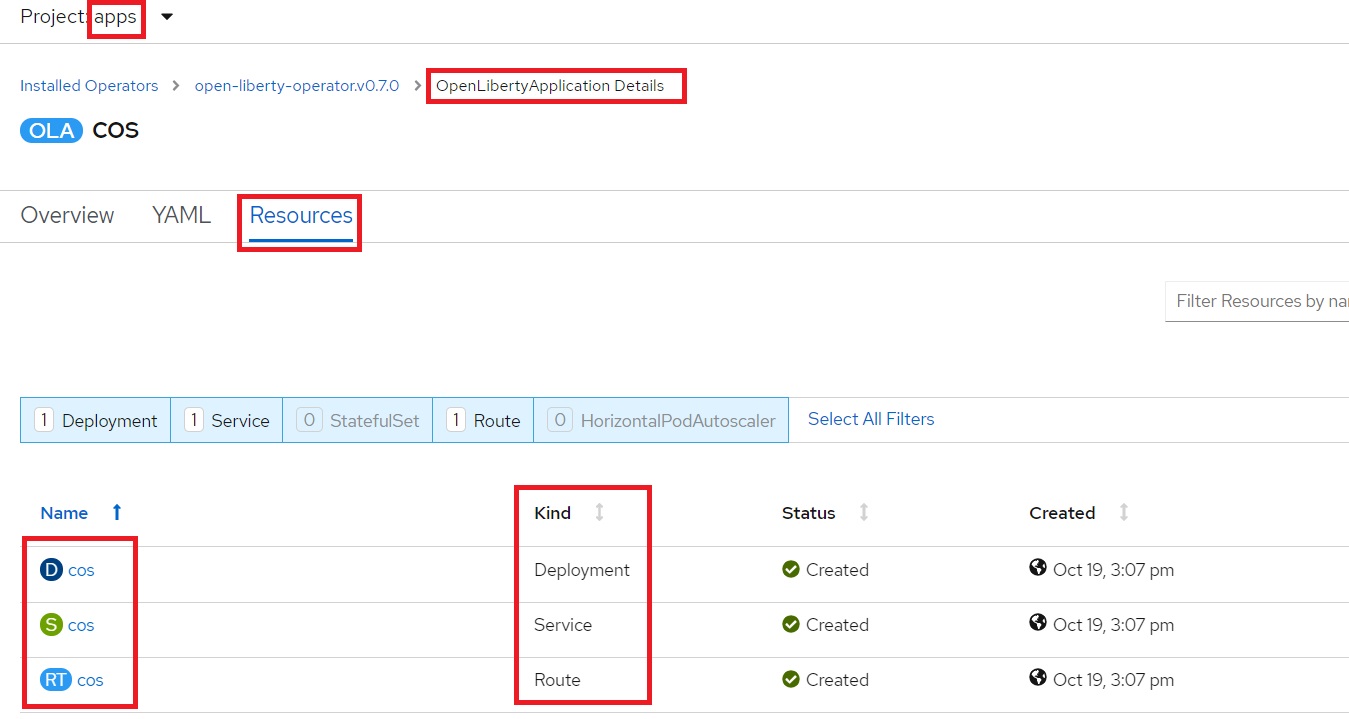 Project: apps
Installed Operators > open-liberty-operator.v0.7.0 > OpenLibertyApplication Details
OLA cos
Overview YAML Resources
Filter Resources by na
1 Deployment 1 Service 0 StatefulSet 1 Route 0 HorizontalPodAutoscaler Select All Filters
Name Kind Status Created
D cos Deployment Created Oct 19, 3:07 pm
S cos Service Created Oct 19, 3:07 pm
RT cos Route Created Oct 19, 3:07 pm